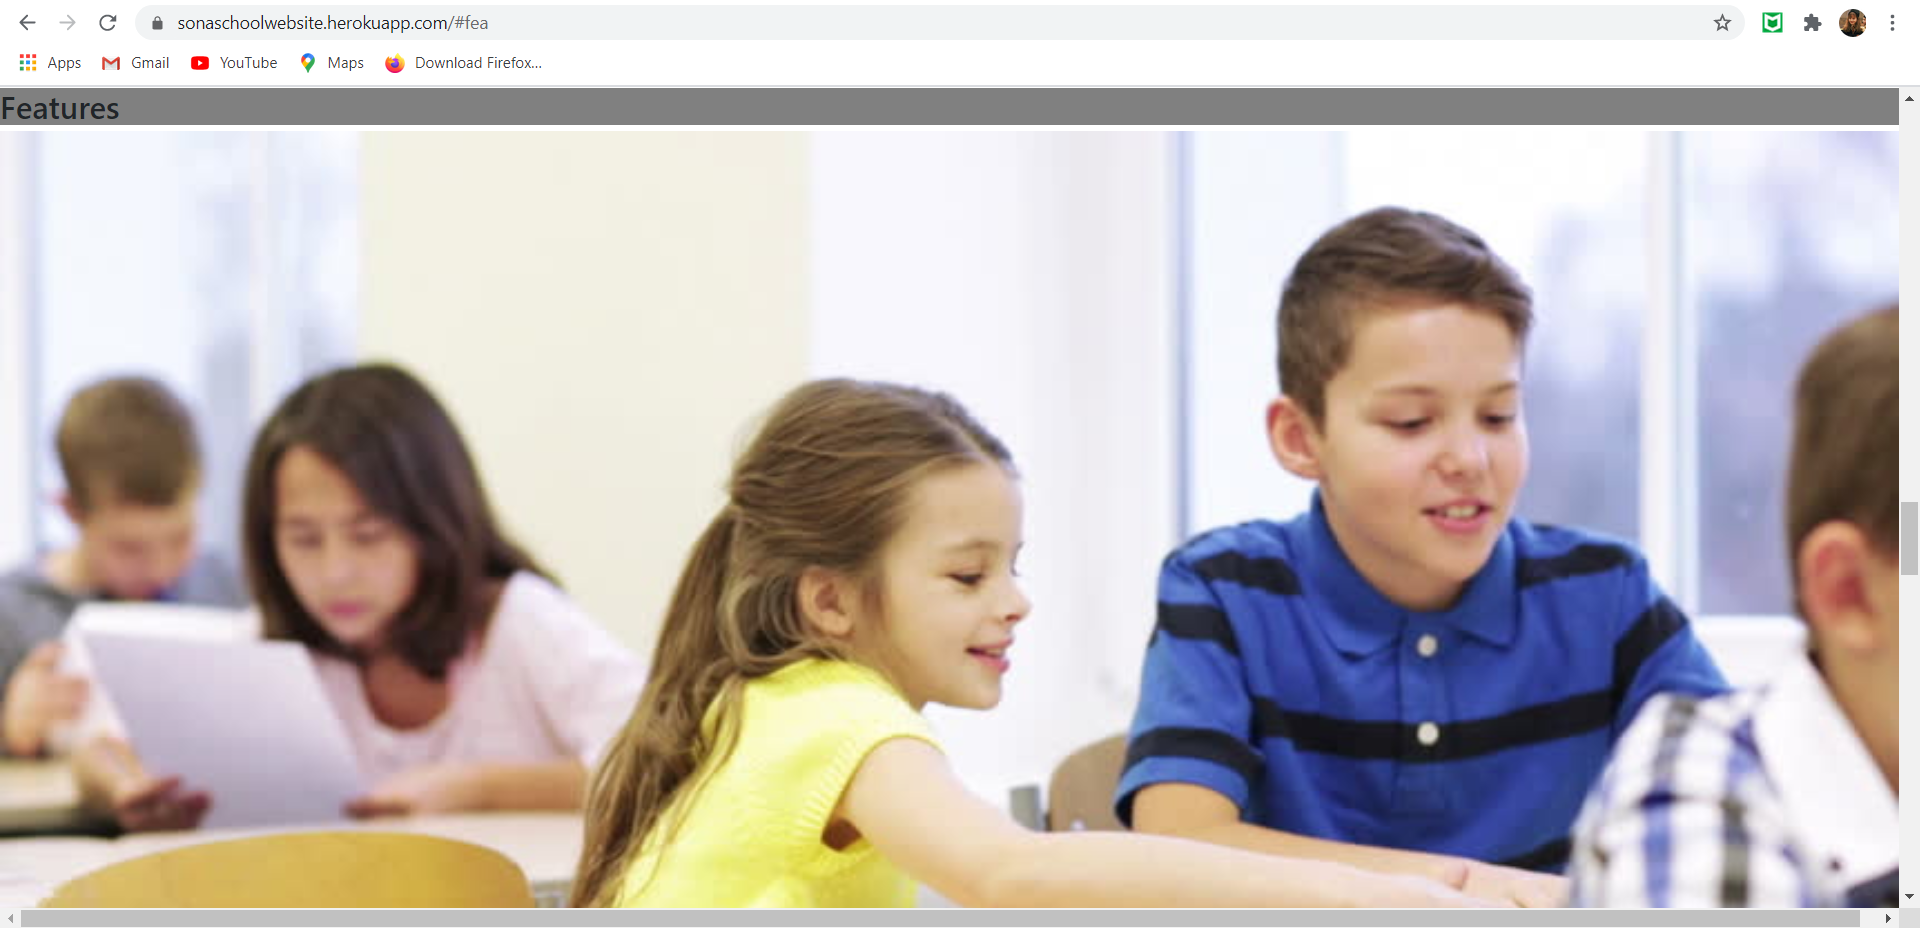 sonaschoolwebsite.herokuapp.com/#fea
Apps Gmail YouTube Maps Download Firefox...
Features